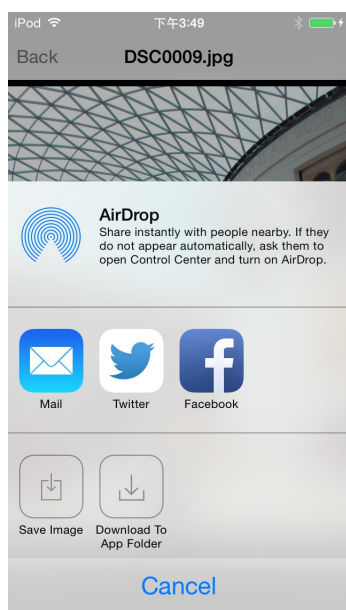 iPod 下午3:49
Back DSC0009.jpg
AirDrop
Share instantly with people nearby. If they
do not appear automatically, ask them to
open Control Center and turn on AirDrop.
Mail Twitter Facebook
Save Image Download To
App Folder
Cancel